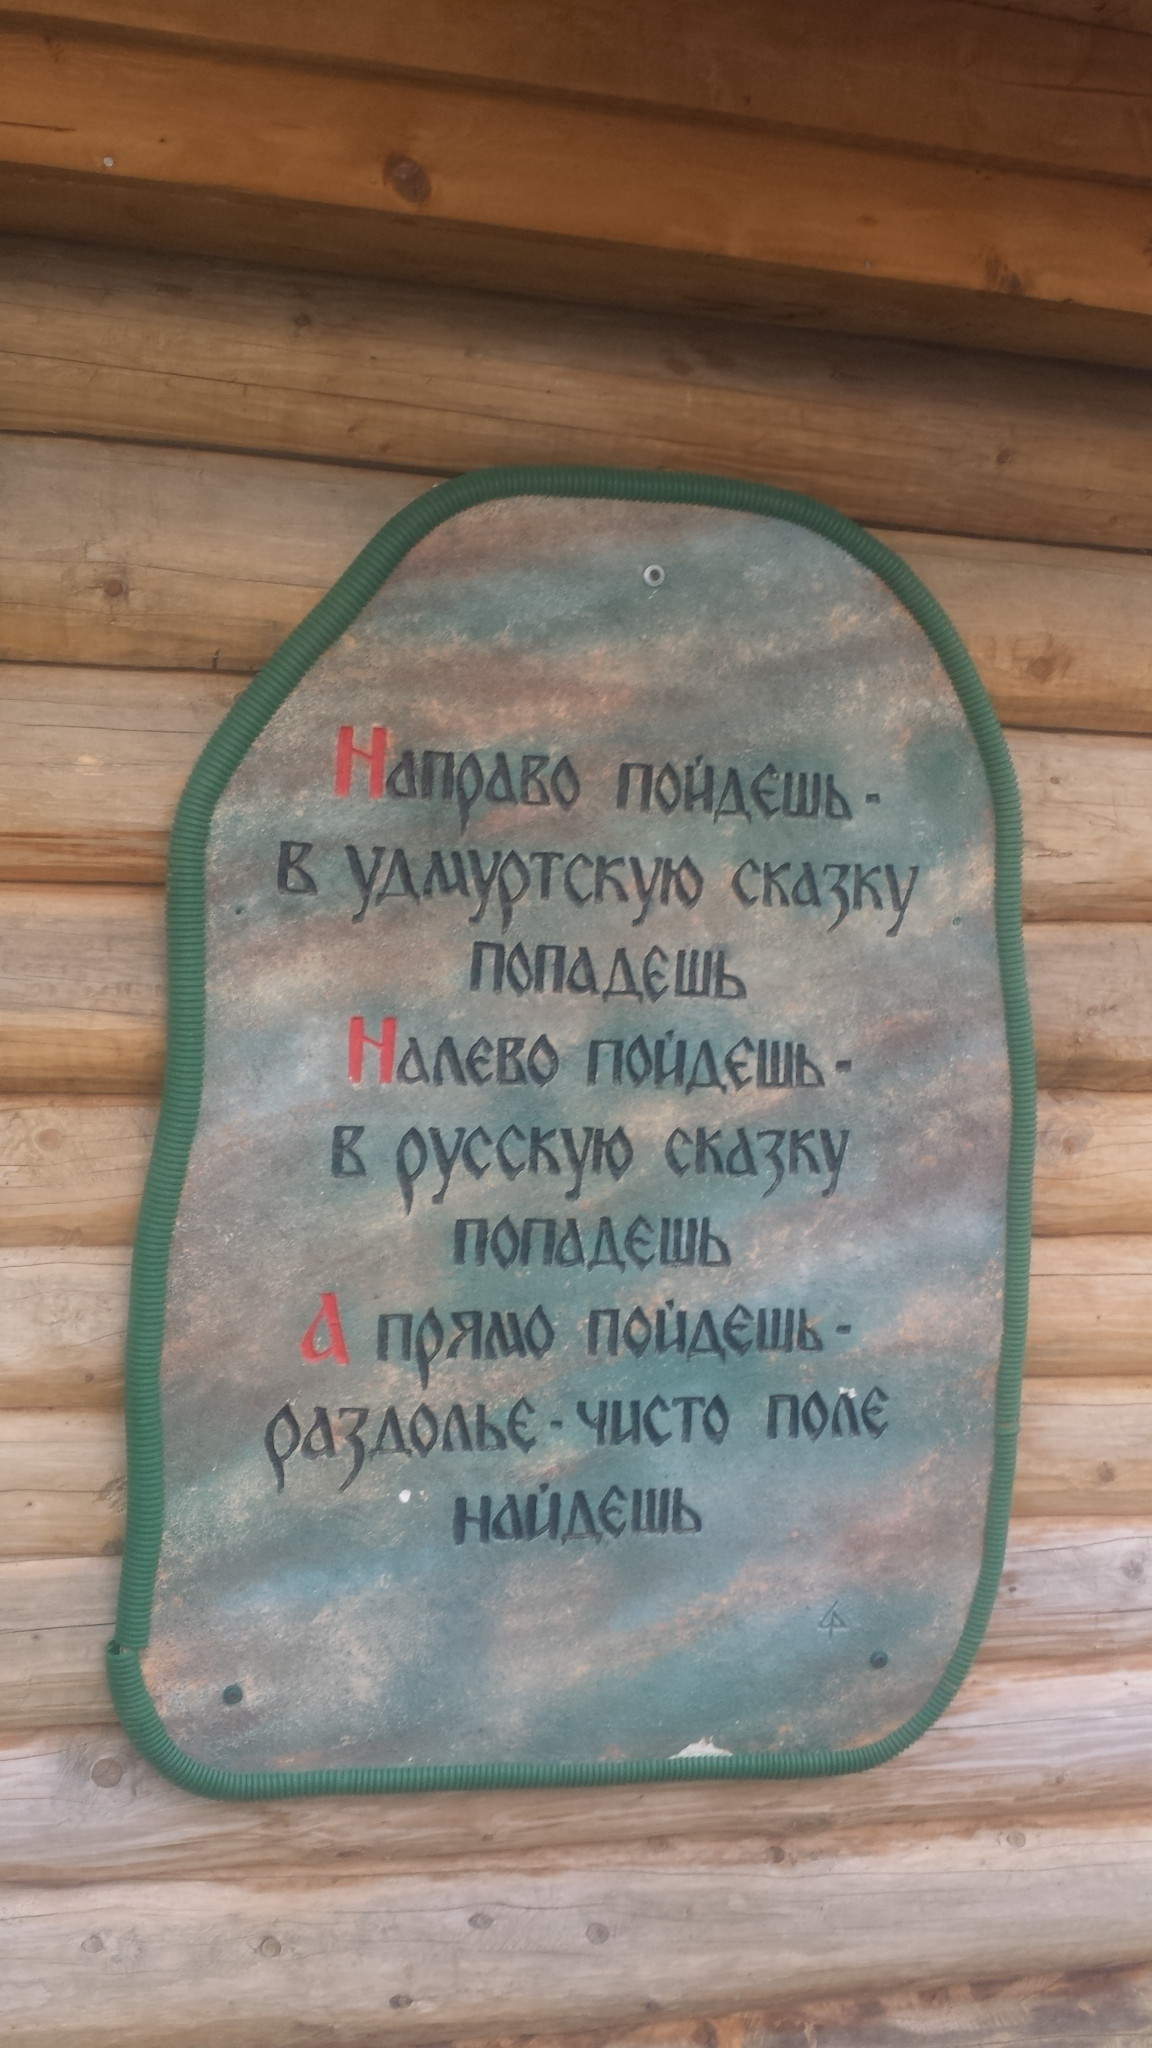 Направо пойдешь -
в удмуртскую сказку
попадешь
Налево пойдешь -
в русскую сказку
попадешь
А прямо пойдешь -
раздолье - чисто поле
найдешь